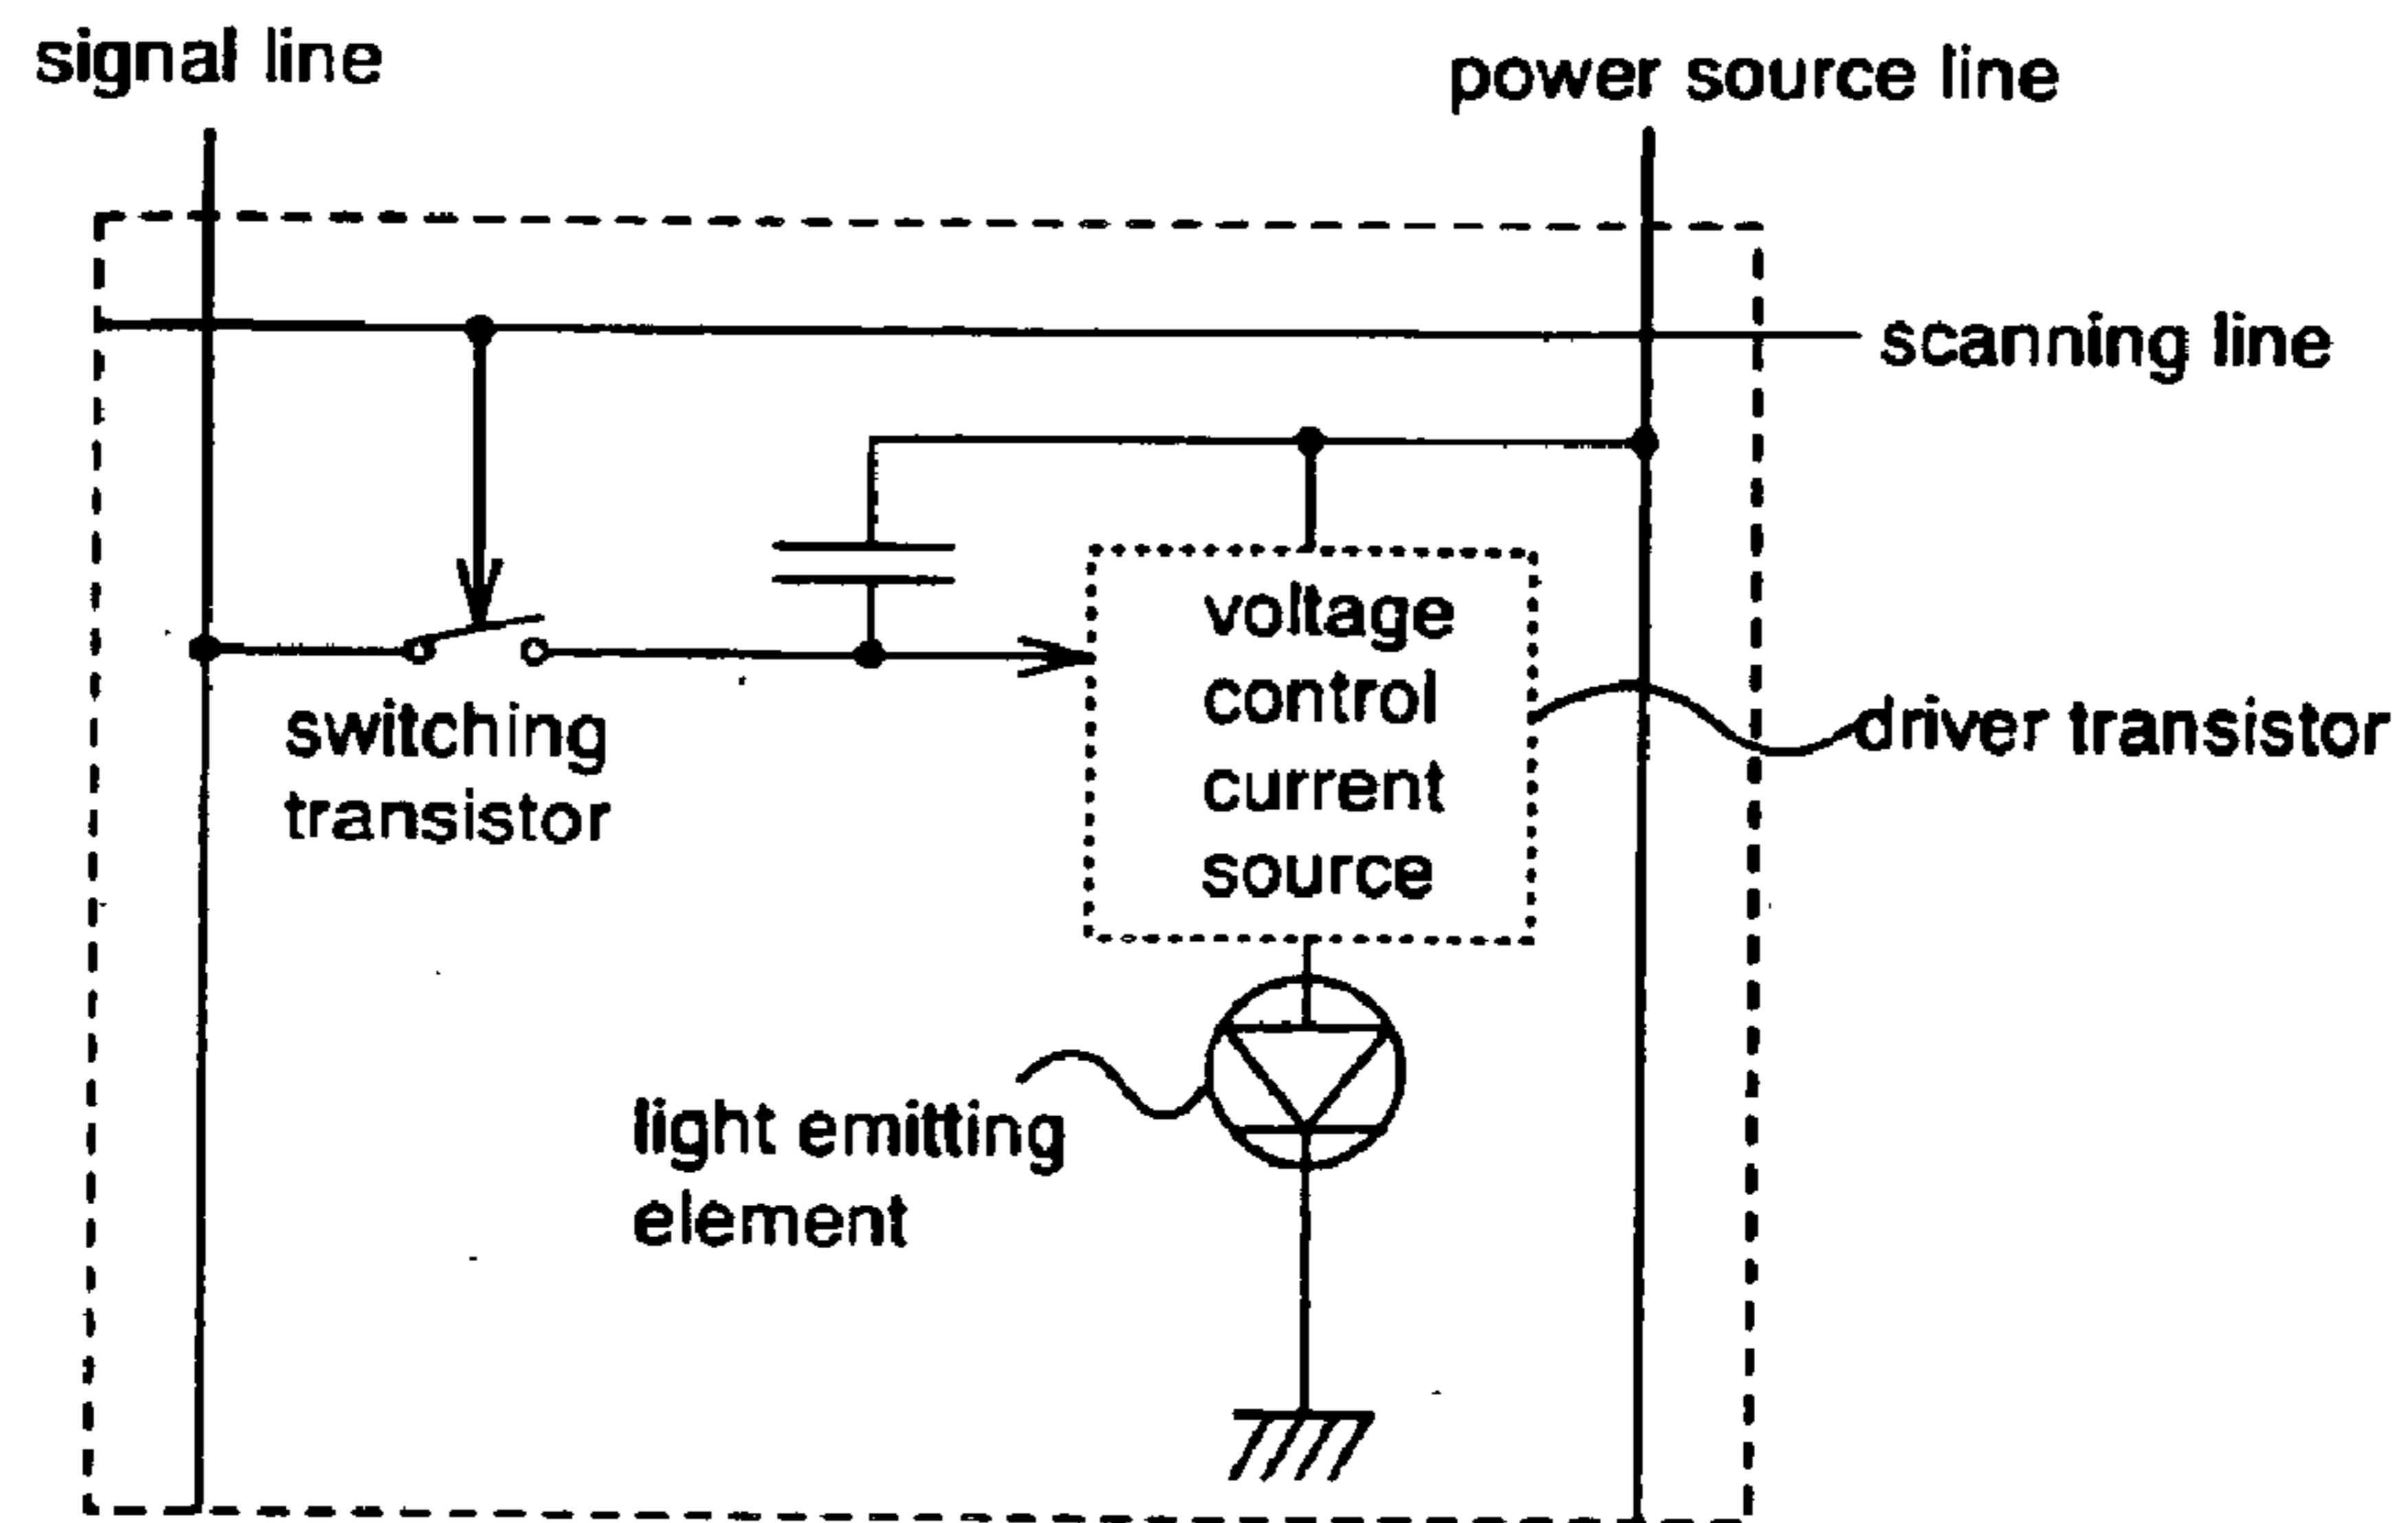 signal line
power source line
scanning line
switching
transistor
voltage
control
current
source
driver transistor
light emitting
element